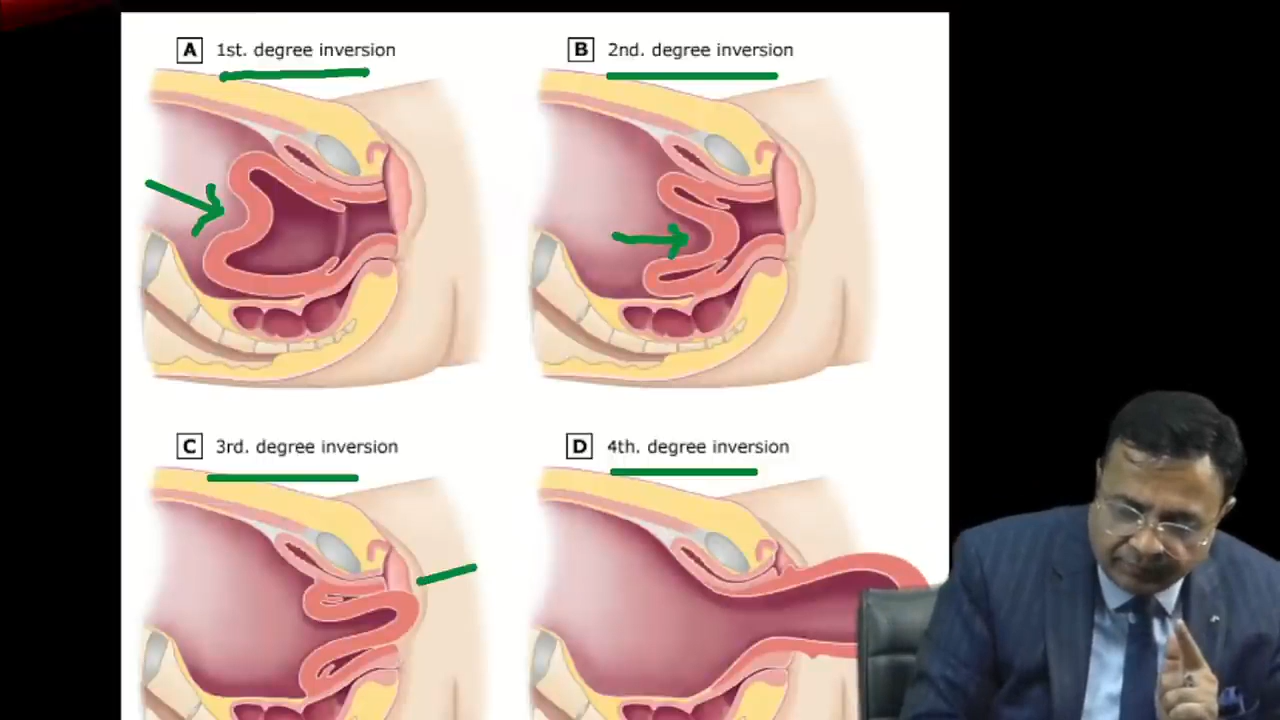 A 1st. degree inversion
B 2nd. degree inversion
C 3rd. degree inversion
D 4th. degree inversion